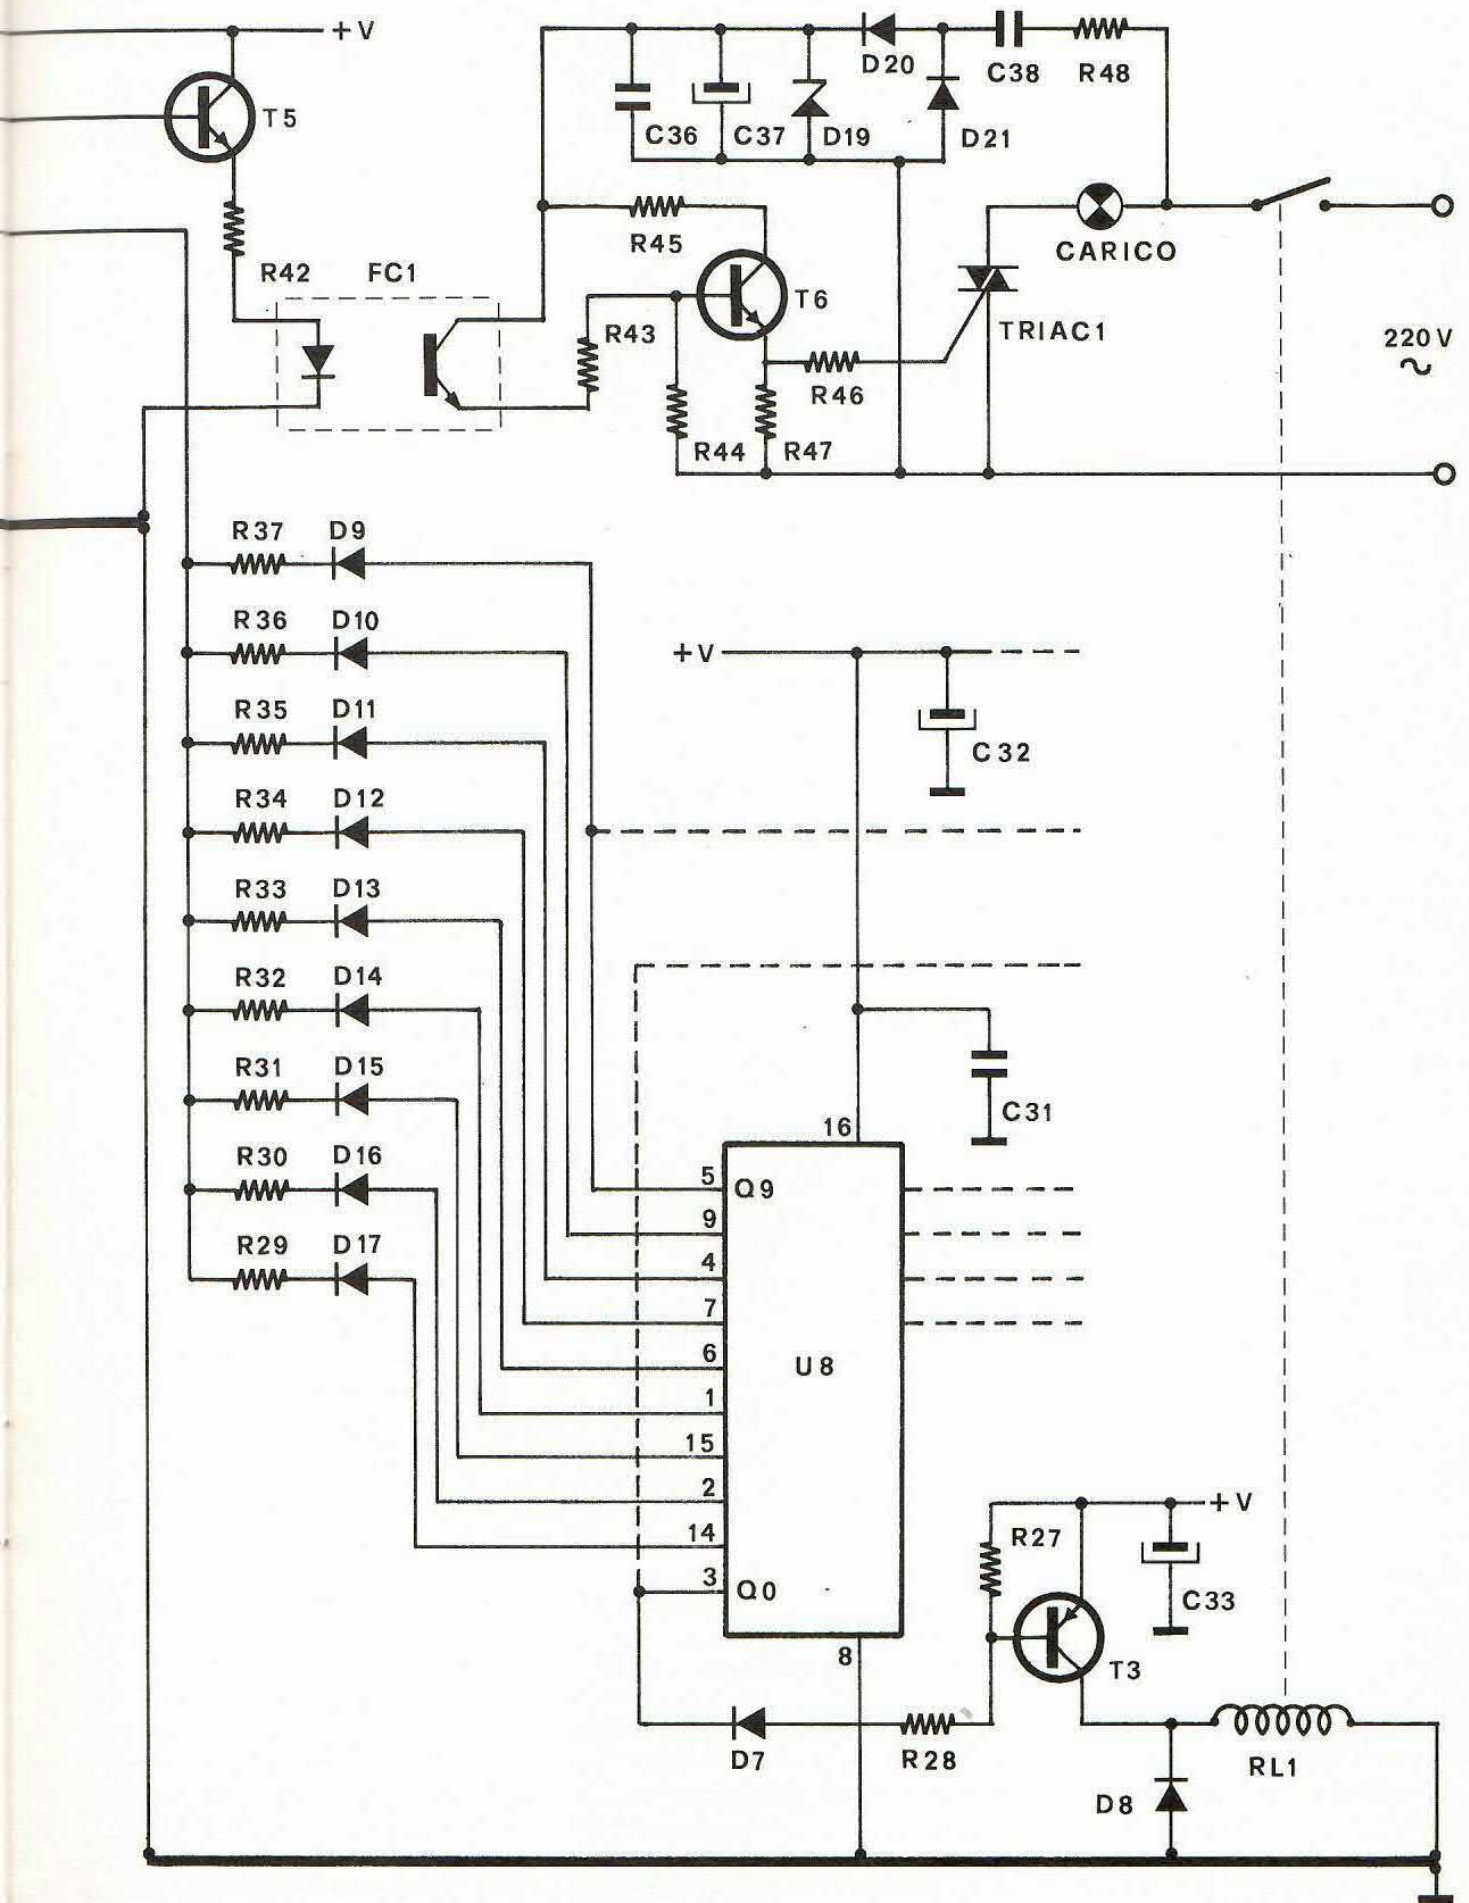 +V
T5
C36
C37
D19
D20
D21
C38
R48
R45
CARICO
R42
FC1
T6
R43
TRIAC1
220V
~
R46
R44
R47
R37 D9
R36 D10
+V
R35 D11
C32
R34 D12
R33 D13
R32 D14
R31 D15
C31
16
R30 D16
5 Q9
9
R29 D17
4
7
6
U8
1
15
2
+V
14
R27
3 Q0
C33
8
T3
D7
R28
RL1
D8